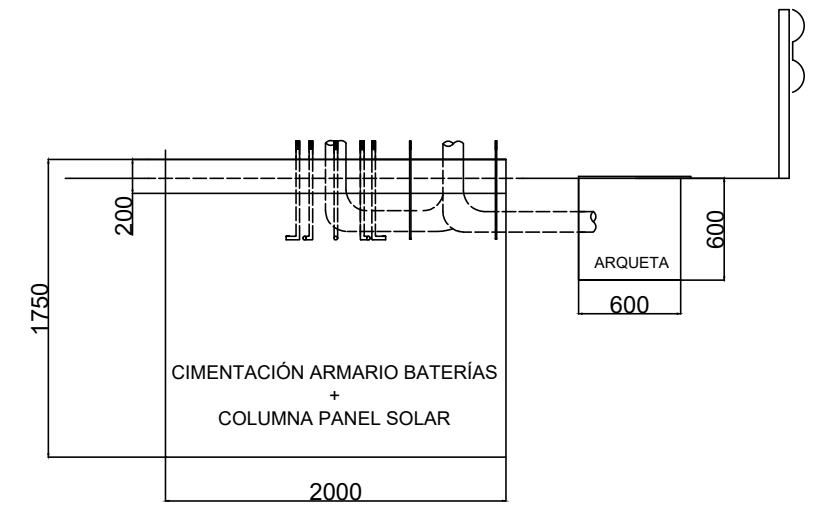 200
1750
600
ARQUETA
600
CIMENTACIÓN ARMARIO BATERÍAS
+
COLUMNA PANEL SOLAR
2000